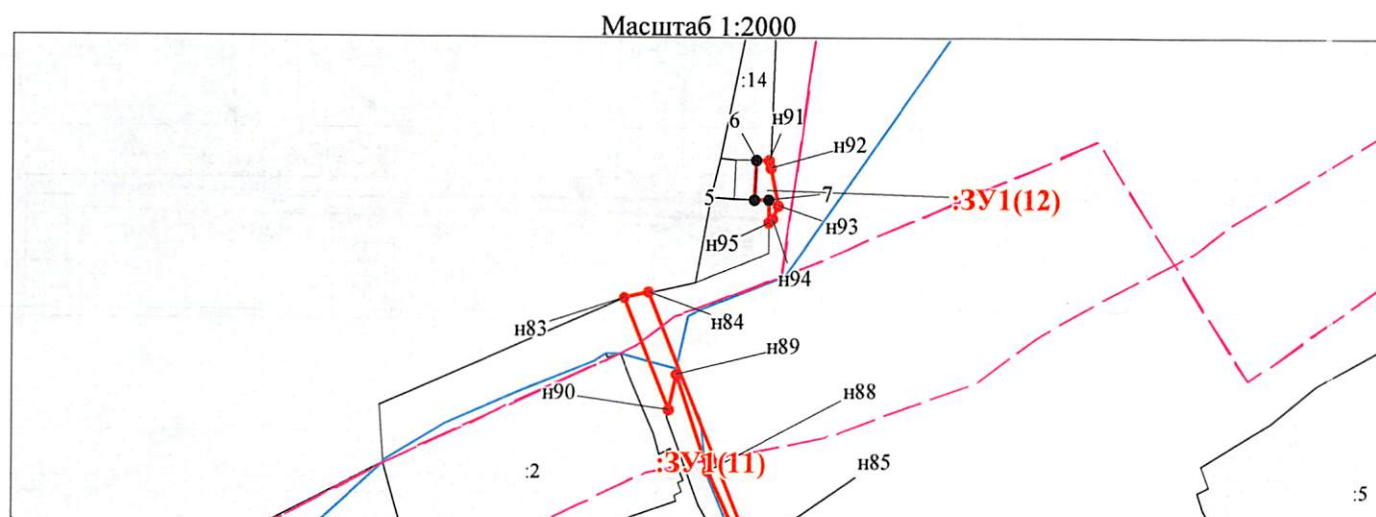 Масштаб 1:2000
:14
6
н91
н92
5
7
:ЗУ1(12)
н93
н95
н94
н83
н84
н89
н90
н88
:ЗУ1(11)
н85
:2
:5